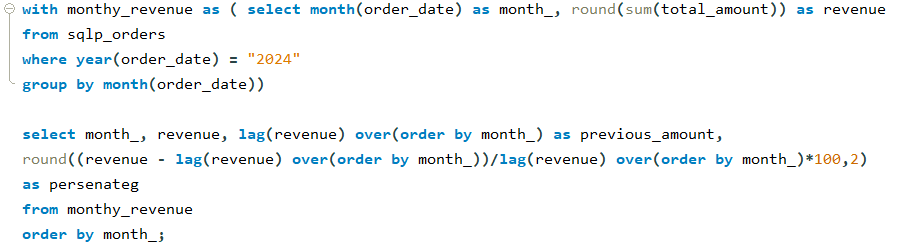 with monthy_revenue as ( select month(order_date) as month_, round(sum(total_amount)) as revenue
from sqlp_orders
where year(order_date) = "2024"
group by month(order_date))
select month_, revenue, lag(revenue) over(order by month_) as previous_amount,
round((revenue - lag(revenue) over(order by month_))/lag(revenue) over(order by month_)*100,2)
as persenateg
from monthy_revenue
order by month_;